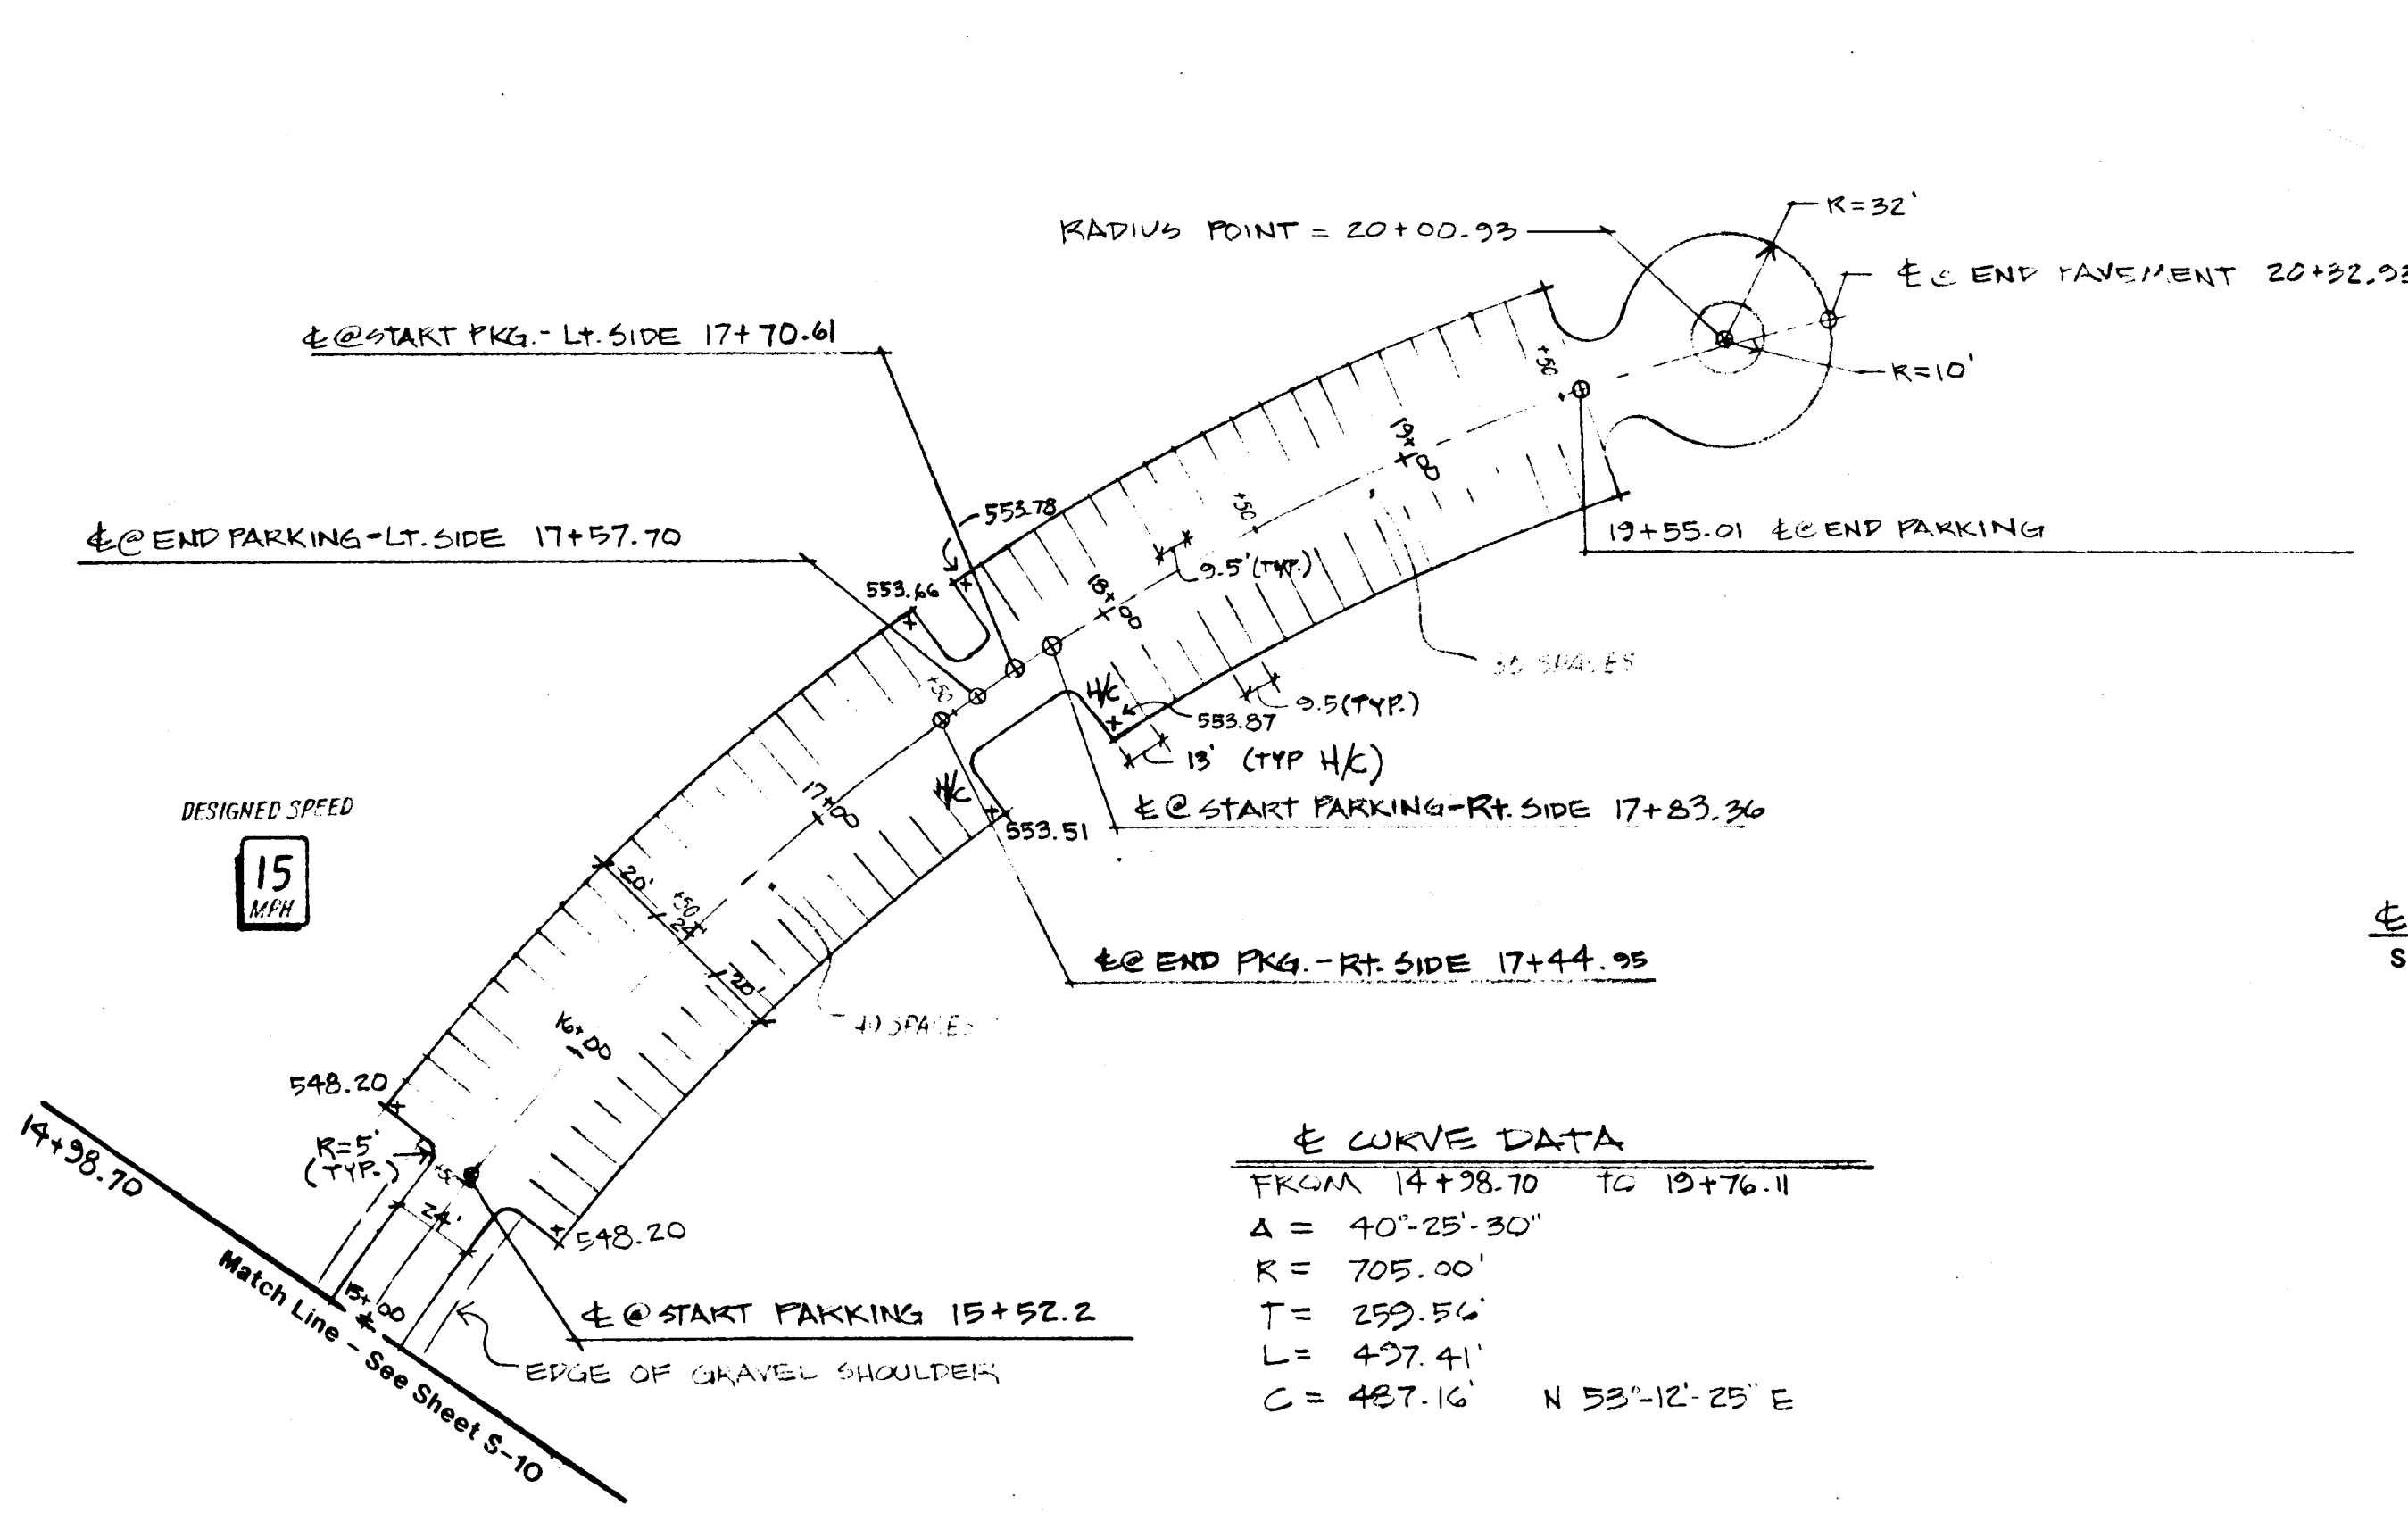 R=32'
RADIUS POINT = 20+00.93
℄ @ END PAVEMENT 20+32.93
℄@START PKG.- Lt. SIDE 17+70.61
+50
R=10'
19+00
553.78
+50
℄@END PARKING-LT. SIDE 17+57.70
19+55.01 ℄@END PARKING
9.5'(TYP.)
553.66
18+00
SPACES
+50
H/C
9.5(TYP.)
553.87
13' (TYP H/C)
H/C
17+00
DESIGNED SPEED
15
MPH
℄@START PARKING-Rt. SIDE 17+83.36
553.51
20'
+50
24'
20'
℄
S
℄@ END PKG.-Rt. SIDE 17+44.95
SPACES
16+00
548.20
14+98.70
R=5'
(TYP.)
+50
24'
548.20
15+00
℄
Match Line - See Sheet S-10
℄ @ START PARKING 15+52.2
EDGE OF GRAVEL SHOULDER
℄ CURVE DATA
FROM 14+98.70 TO 19+76.11
Δ = 40°-25'-30"
R = 705.00'
T = 259.56'
L = 497.41'
C = 487.16' N 53°-12'-25" E